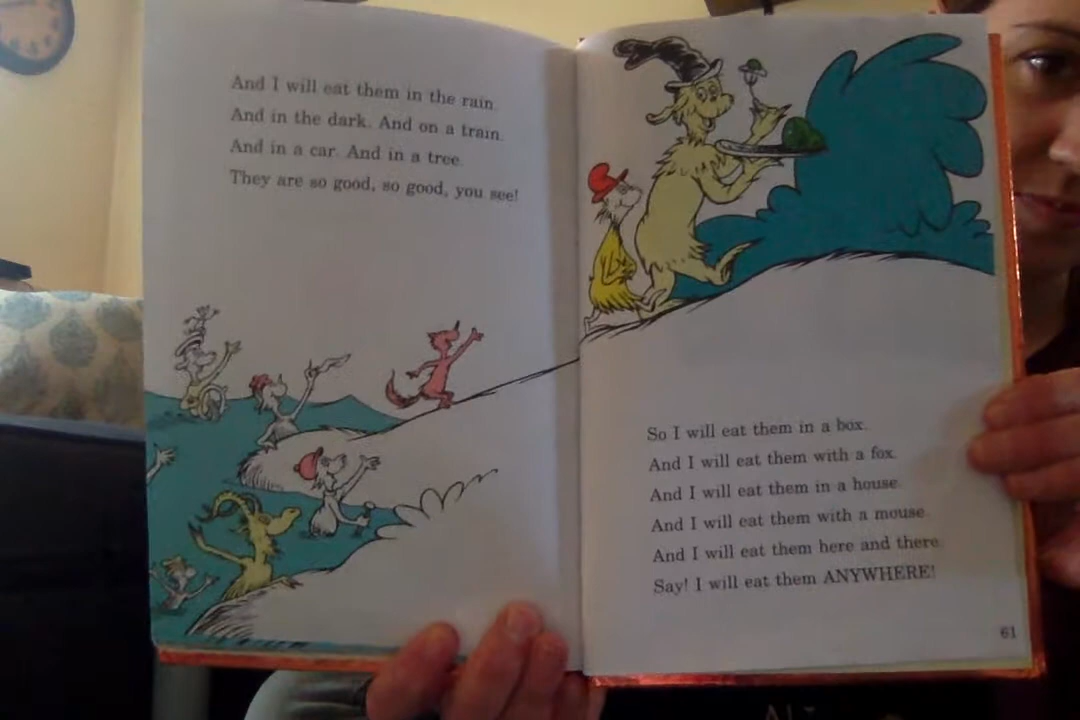 And I will eat them in the rain.
And in the dark. And on a train.
And in a car. And in a tree.
They are so good, so good, you see!
So I will eat them in a box.
And I will eat them with a fox.
And I will eat them in a house.
And I will eat them with a mouse.
And I will eat them here and there.
Say! I will eat them ANYWHERE!
61